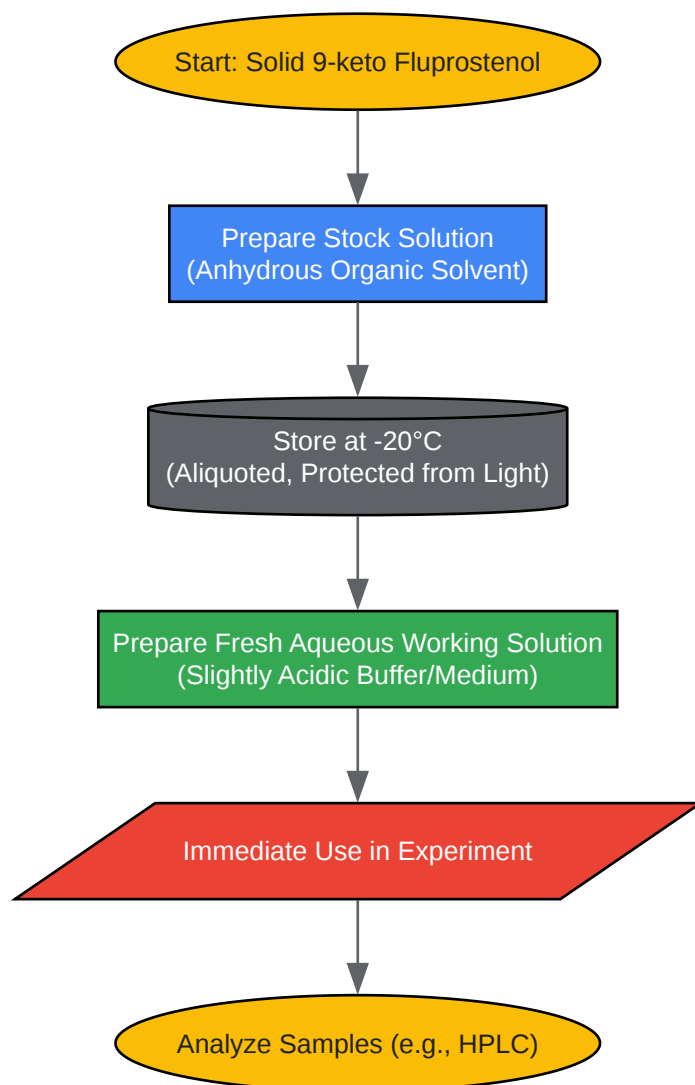 Start: Solid 9-keto Fluprostenol
Prepare Stock Solution
(Anhydrous Organic Solvent)
Store at -20°C
(Aliquoted, Protected from Light)
Prepare Fresh Aqueous Working Solution
(Slightly Acidic Buffer/Medium)
Immediate Use in Experiment
Analyze Samples (e.g., HPLC)